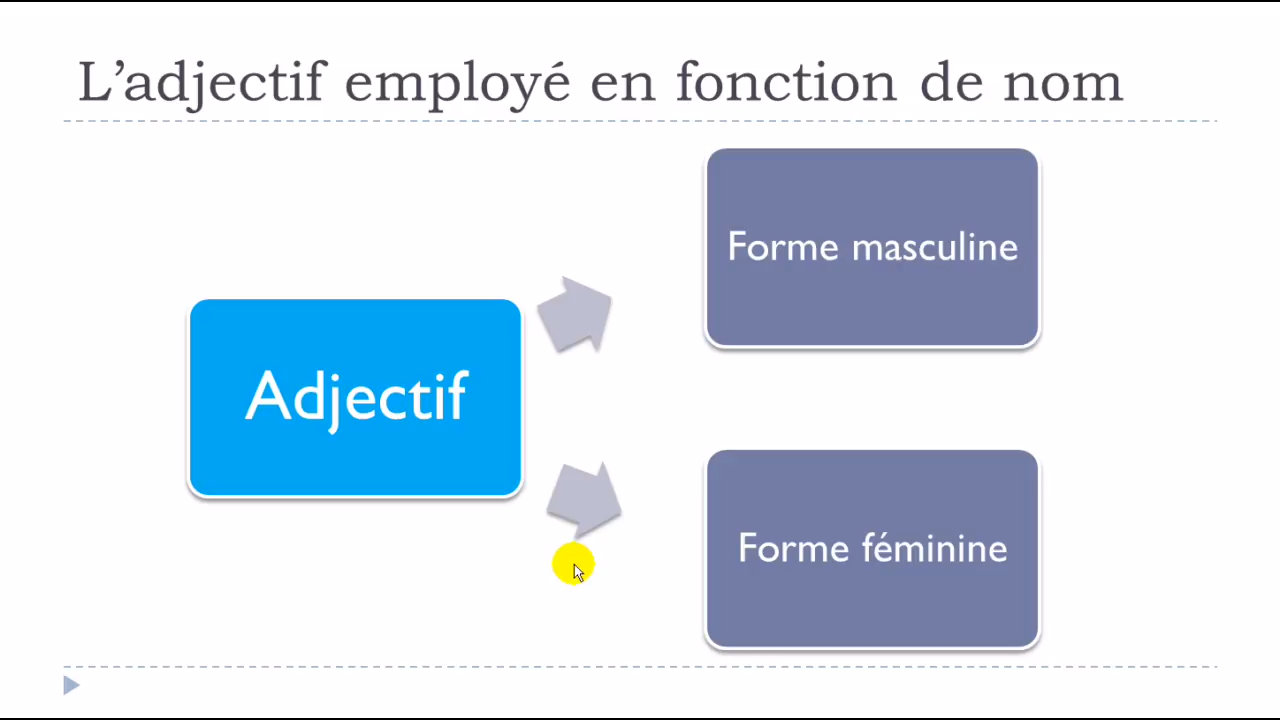 L’adjectif employé en fonction de nom
Forme masculine
Adjectif
Forme féminine